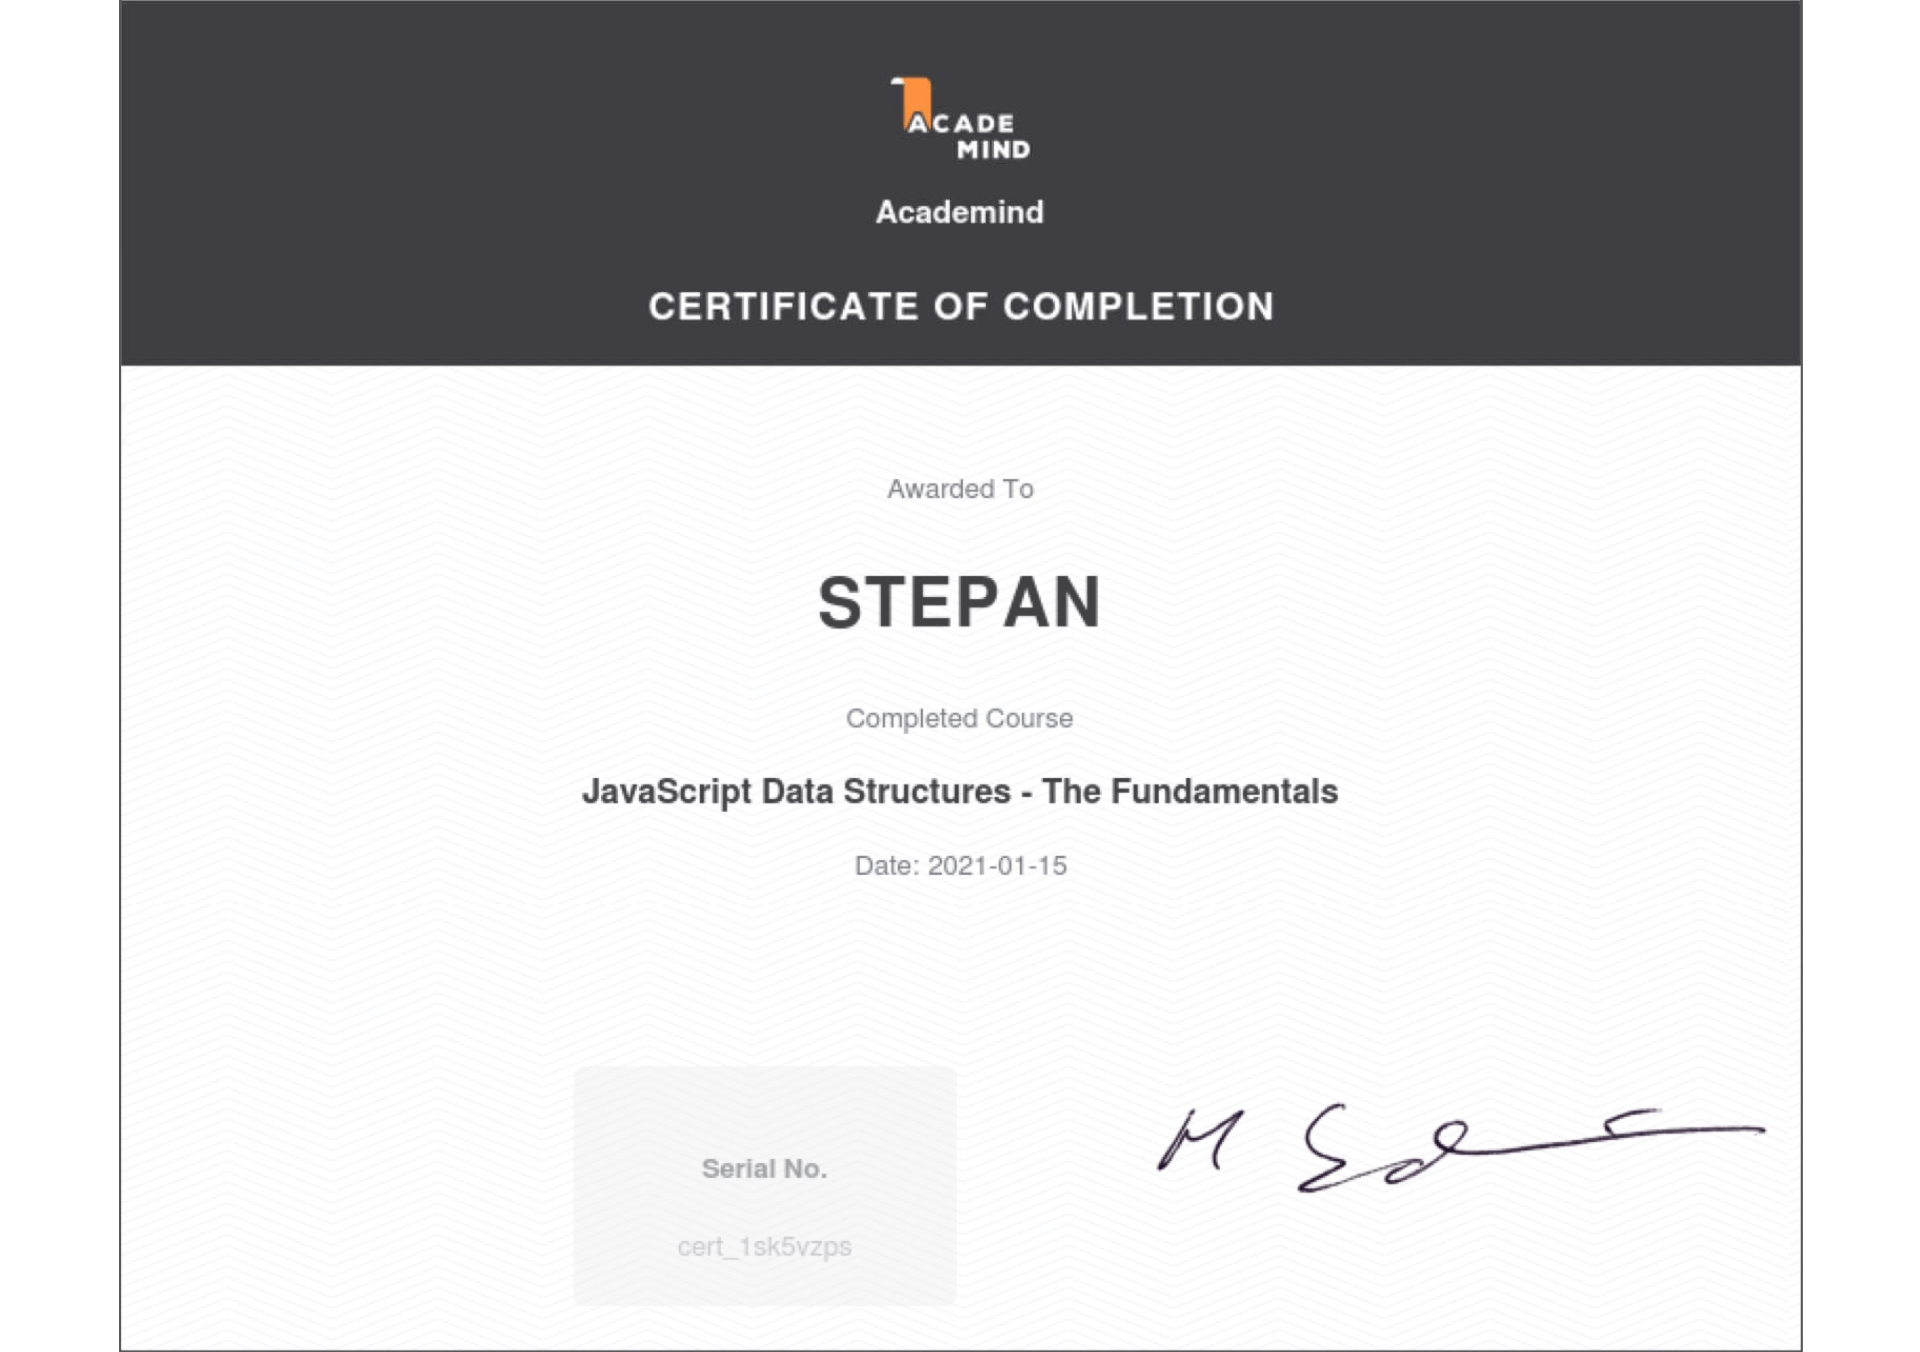 ACADE
MIND
Academind
CERTIFICATE OF COMPLETION
Awarded To
STEPAN
Completed Course
JavaScript Data Structures - The Fundamentals
Date: 2021-01-15
Serial No.
cert_1sk5vzps